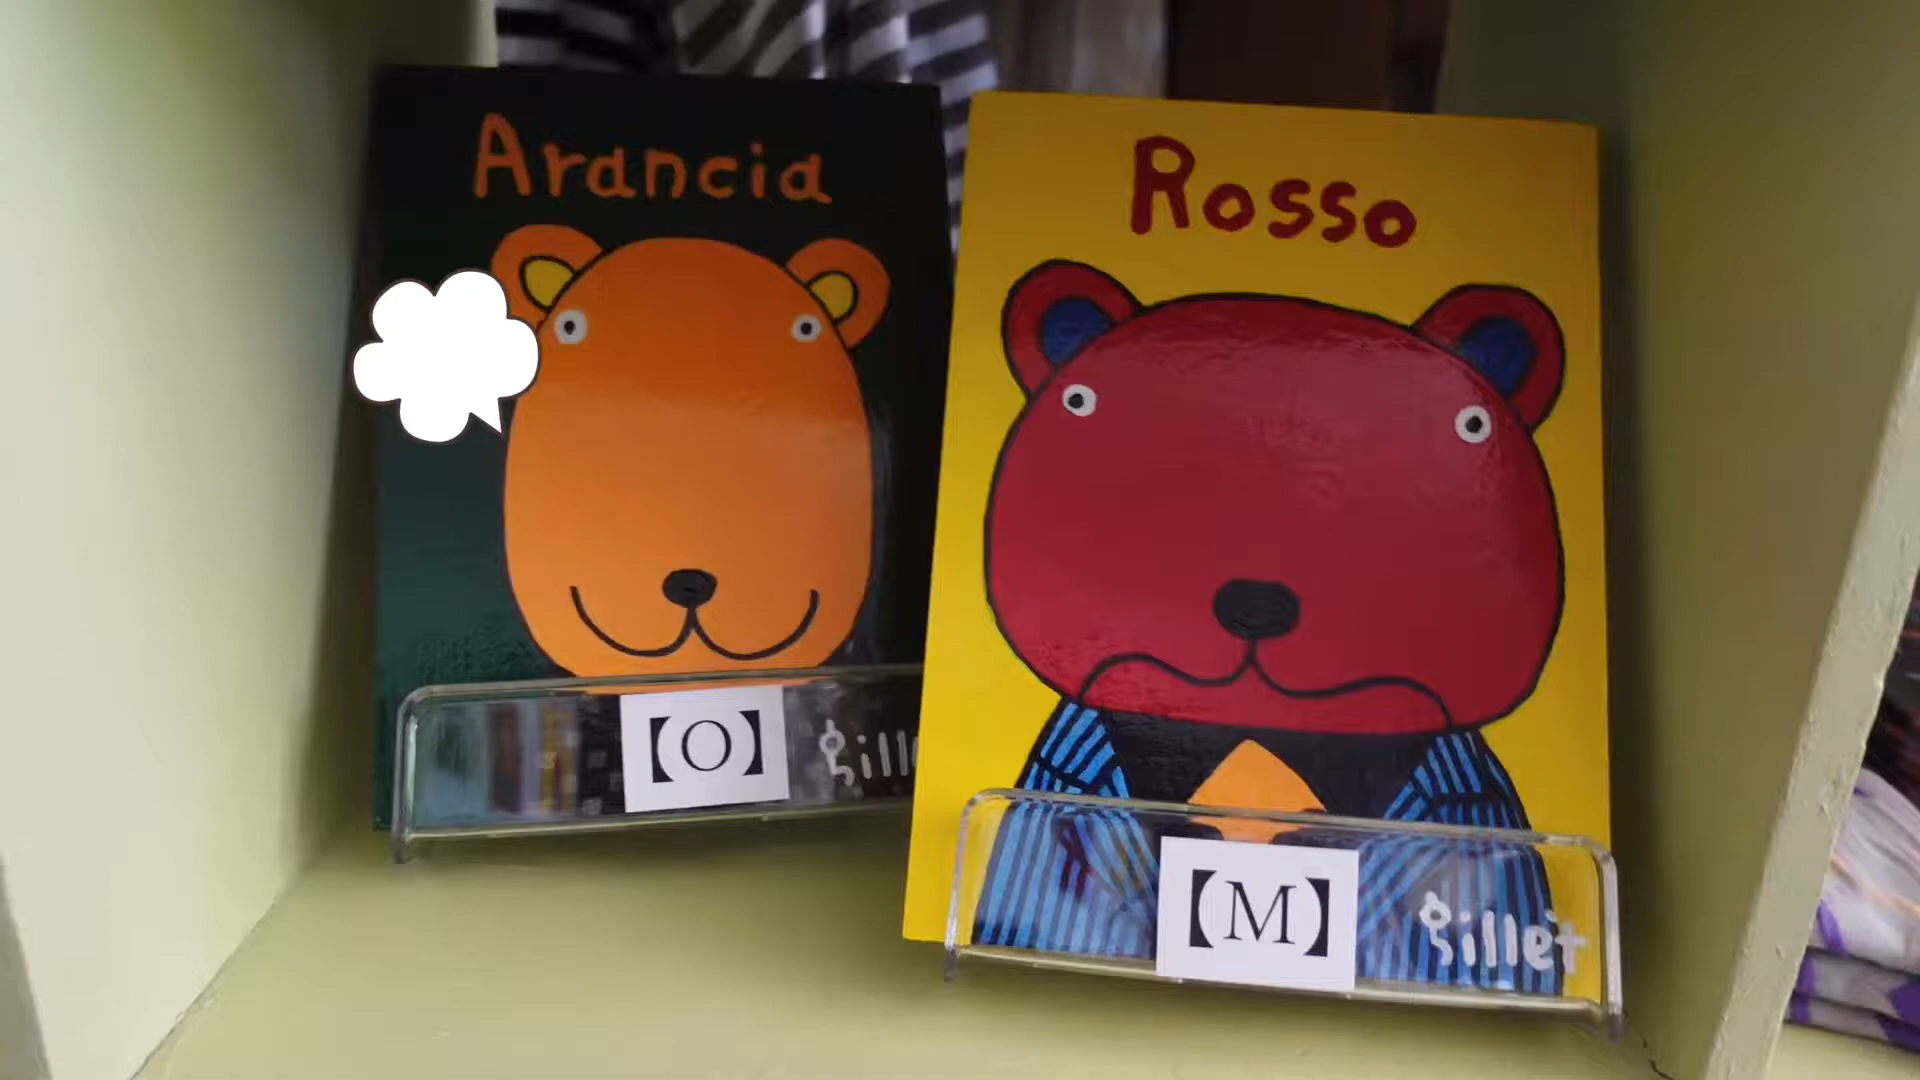 Arancia
【O】
Rosso
【M】
gillet